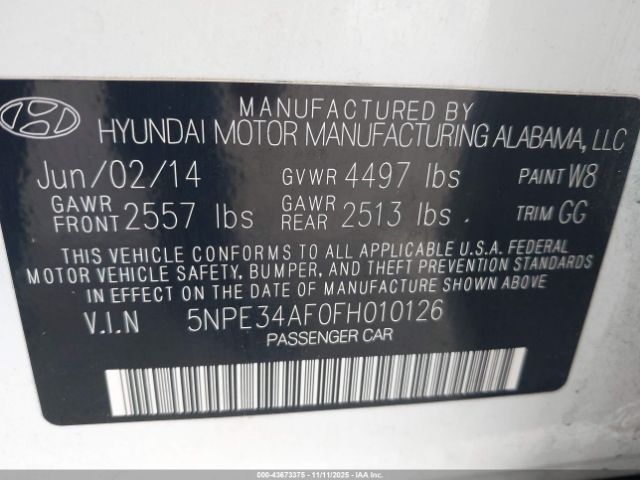 MANUFACTURED BY
HYUNDAI MOTOR MANUFACTURING ALABAMA, LLC
Jun/02/14 GVWR 4497 lbs PAINT W8
GAWR FRONT 2557 lbs GAWR REAR 2513 lbs TRIM GG
THIS VEHICLE CONFORMS TO ALL APPLICABLE U.S.A. FEDERAL
MOTOR VEHICLE SAFETY, BUMPER, AND THEFT PREVENTION STANDARDS
IN EFFECT ON THE DATE OF MANUFACTURE SHOWN ABOVE.
V.I.N 5NPE34AF0FH010126
PASSENGER CAR
000-43673375 - 11/11/2025 - COPART.COM